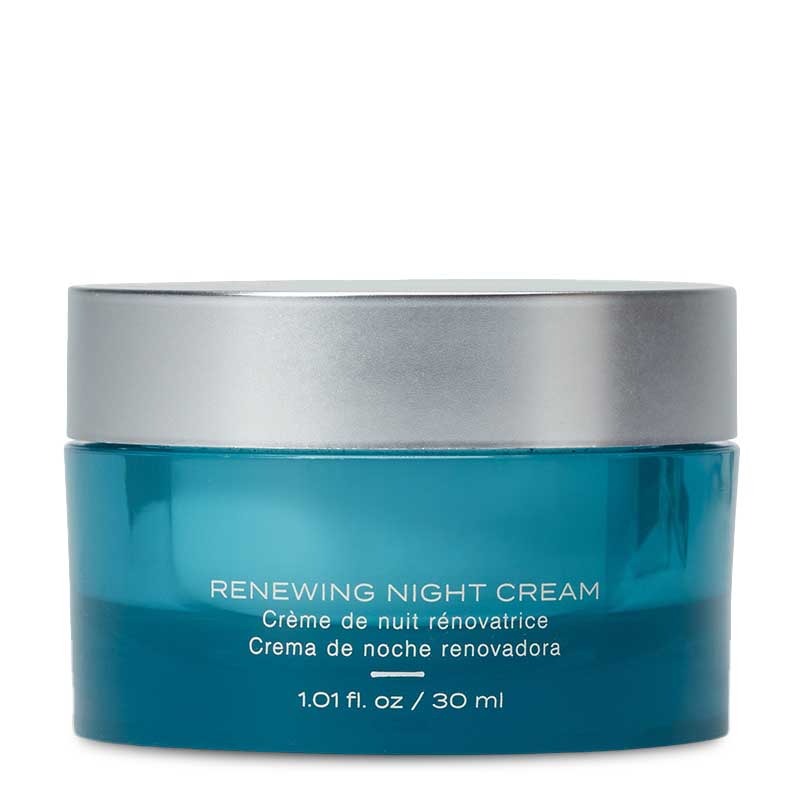 RENEWING NIGHT CREAM
Crème de nuit rénovatrice
Crema de noche renovadora
1.01 fl. oz / 30 ml